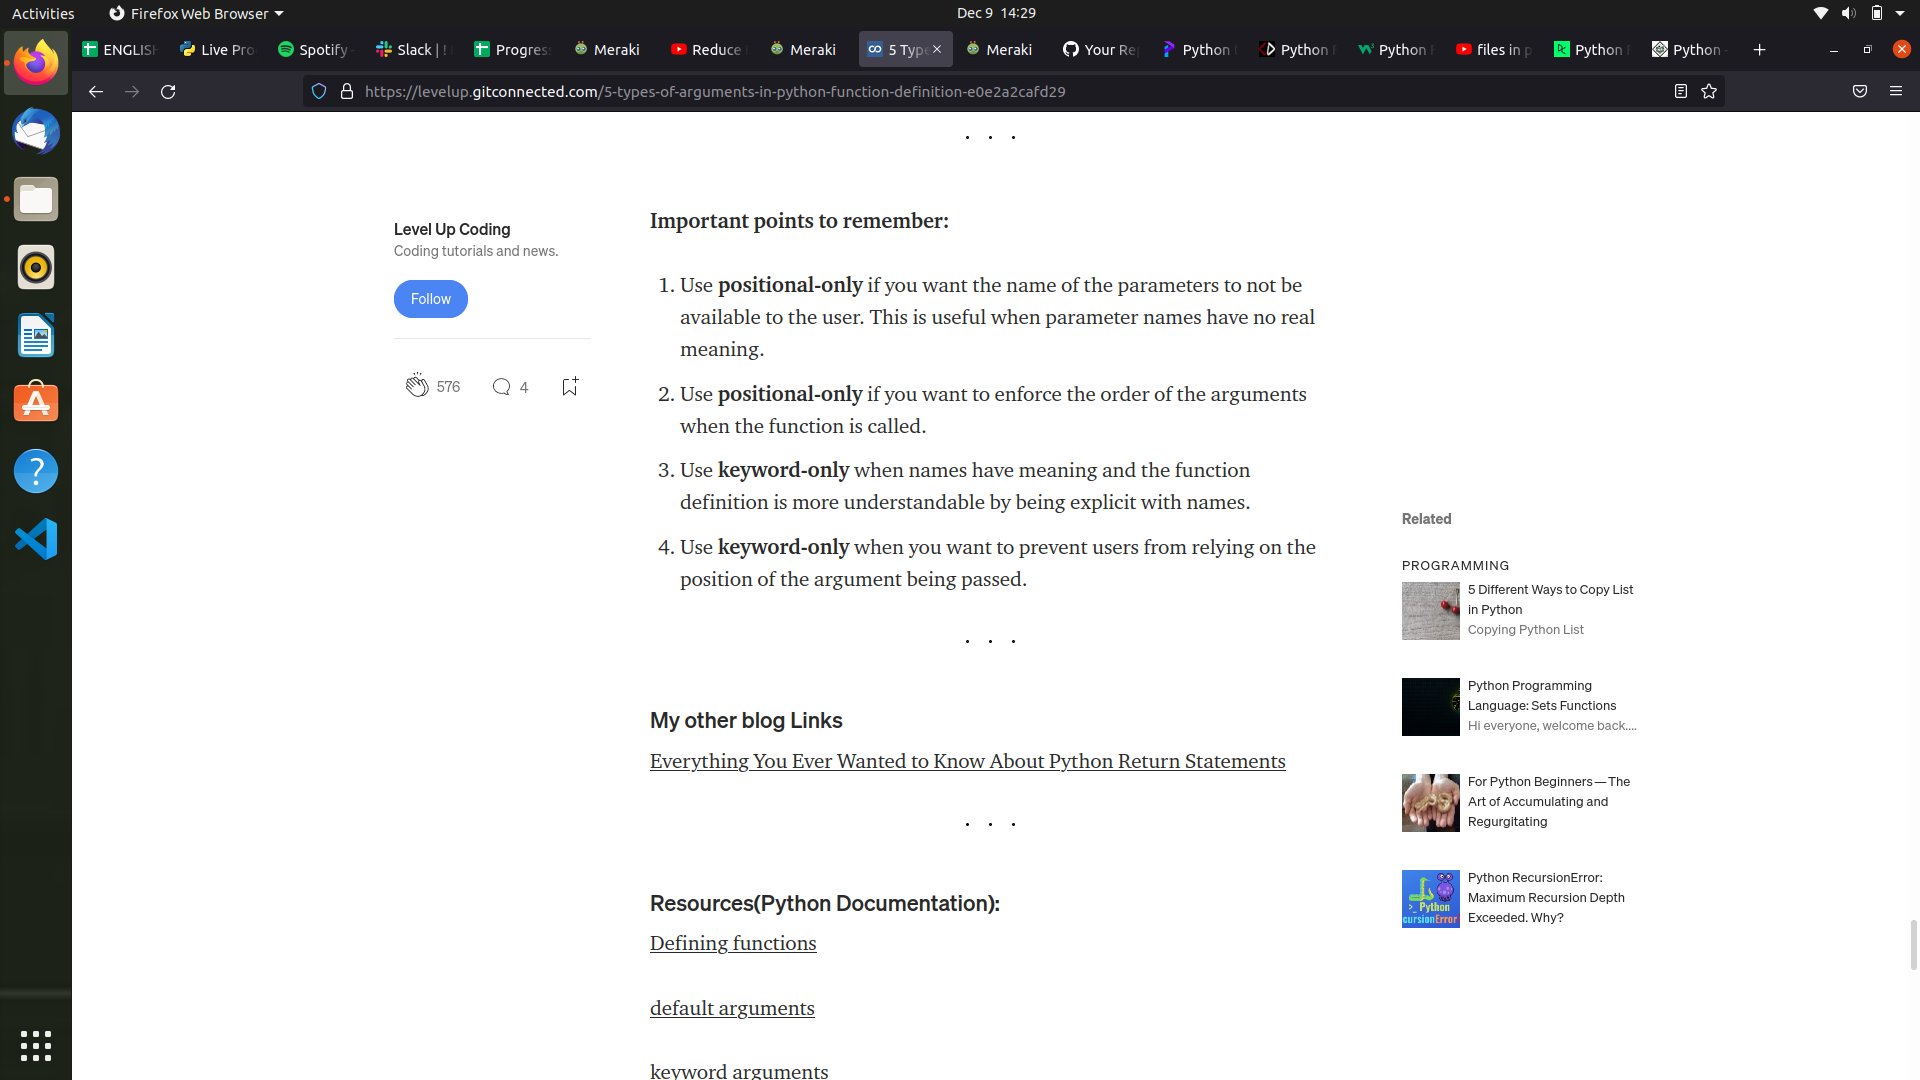 Activities
Firefox Web Browser
Dec 9 14:29
ENGLISH
Live Pro
Spotify
Slack | !
Progress
Meraki
Reduce
Meraki
5 Type
Meraki
Your Re
Python
Python
Python
files in p
Python
Python
https://levelup.gitconnected.com/5-types-of-arguments-in-python-function-definition-e0e2a2cafd29
Level Up Coding
Coding tutorials and news.
Follow
576
4
Important points to remember:
1. Use positional-only if you want the name of the parameters to not be
available to the user. This is useful when parameter names have no real
meaning.
2. Use positional-only if you want to enforce the order of the arguments
when the function is called.
3. Use keyword-only when names have meaning and the function
definition is more understandable by being explicit with names.
4. Use keyword-only when you want to prevent users from relying on the
position of the argument being passed.
My other blog Links
Everything You Ever Wanted to Know About Python Return Statements
Resources(Python Documentation):
Defining functions
default arguments
keyword arguments
Related
PROGRAMMING
5 Different Ways to Copy List
in Python
Copying Python List
Python Programming
Language: Sets Functions
Hi everyone, welcome back....
For Python Beginners — The
Art of Accumulating and
Regurgitating
>_ Python
cursionError
Python RecursionError:
Maximum Recursion Depth
Exceeded. Why?